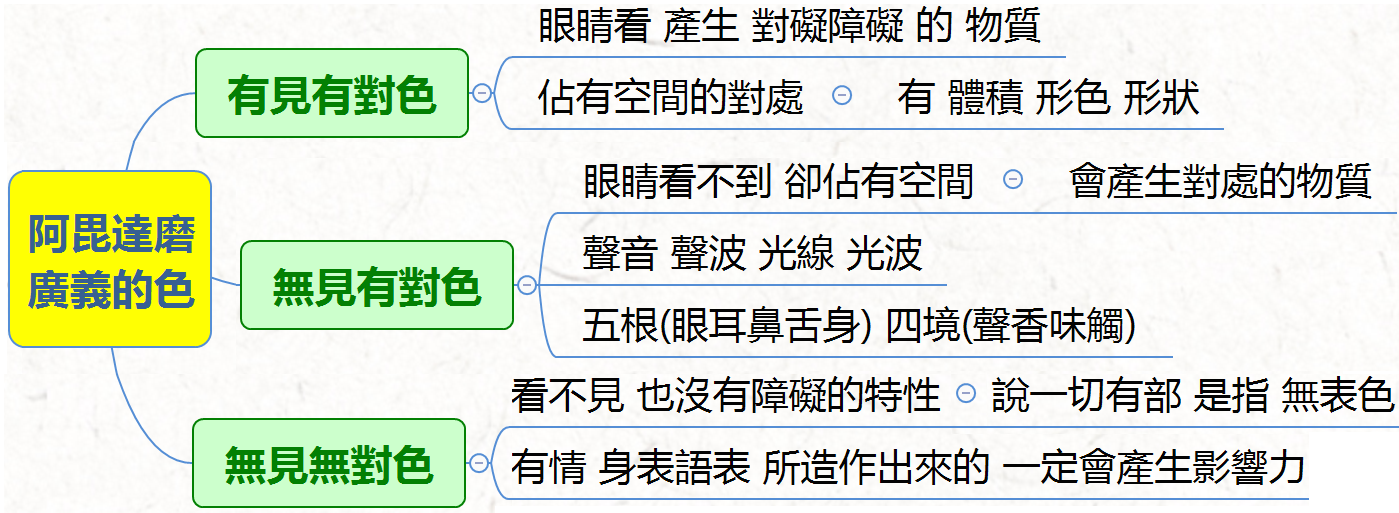 阿毘達磨
廣義的色
有見有對色
眼睛看 產生 對礙障礙 的 物質
佔有空間的對處 有 體積 形色 形狀
無見有對色
眼睛看不到 卻佔有空間 會產生對處的物質
聲音 聲波 光線 光波
五根(眼耳鼻舌身) 四境(聲香味觸)
無見無對色
看不見 也沒有障礙的特性 說一切有部 是指 無表色
有情 身表語表 所造作出來的 一定會產生影響力